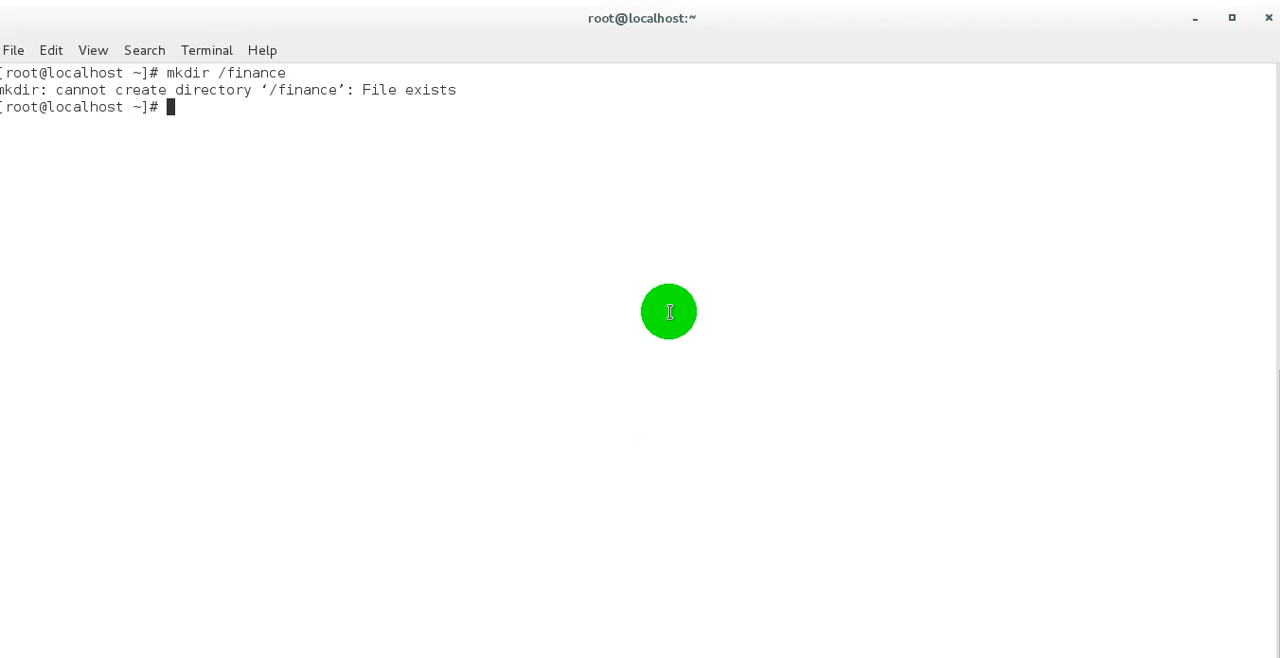 root@localhost:~
File Edit View Search Terminal Help
[root@localhost ~]# mkdir /finance
mkdir: cannot create directory ‘/finance’: File exists
[root@localhost ~]#